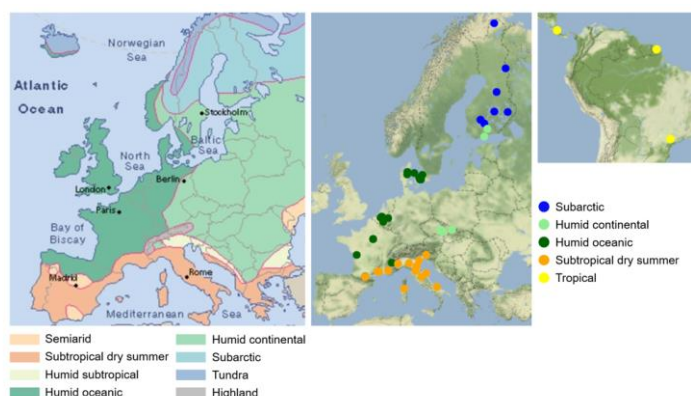 Norwegian
Sea
Atlantic
Ocean
Stockholm
Baltic
Sea
North
Sea
Berlin
London
Paris
Bay of
Biscay
Madrid
Rome
Mediterranean Sea
Semiarid
Subtropical dry summer
Humid subtropical
Humid oceanic
Humid continental
Subarctic
Tundra
Highland
Subarctic
Humid continental
Humid oceanic
Subtropical dry summer
Tropical